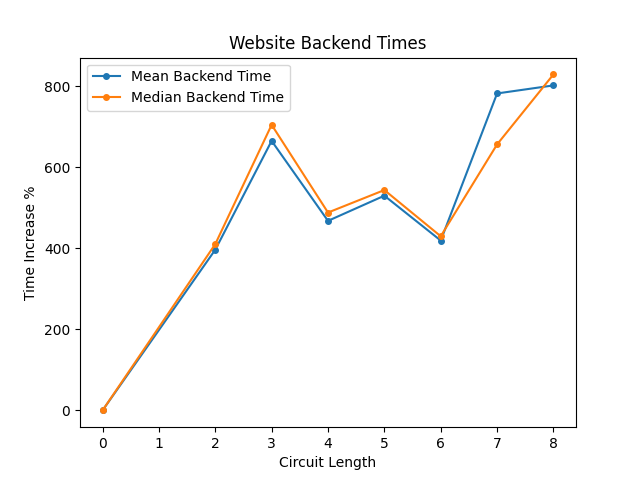 Website Backend Times
Mean Backend Time
Median Backend Time
800
600
400
200
0
Time Increase %
0 1 2 3 4 5 6 7 8
Circuit Length